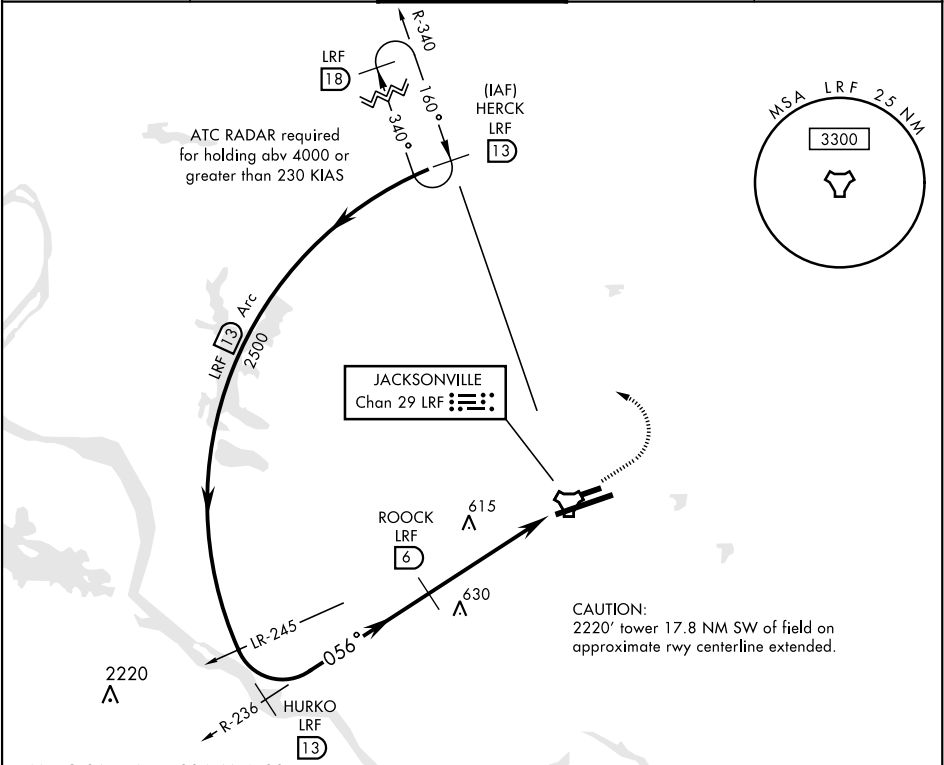 R-340
LRF
18
160°
340°
(IAF)
HERCK
LRF
13
MSA LRF 25 NM
3300
ATC RADAR required
for holding abv 4000 or
greater than 230 KIAS
LRF 13 Arc
2500
JACKSONVILLE
Chan 29 LRF
615
ROOCK
LRF
6
630
CAUTION:
2220' tower 17.8 NM SW of field on
approximate rwy centerline extended.
LR-245
056°
2220
R-236
HURKO
LRF
13